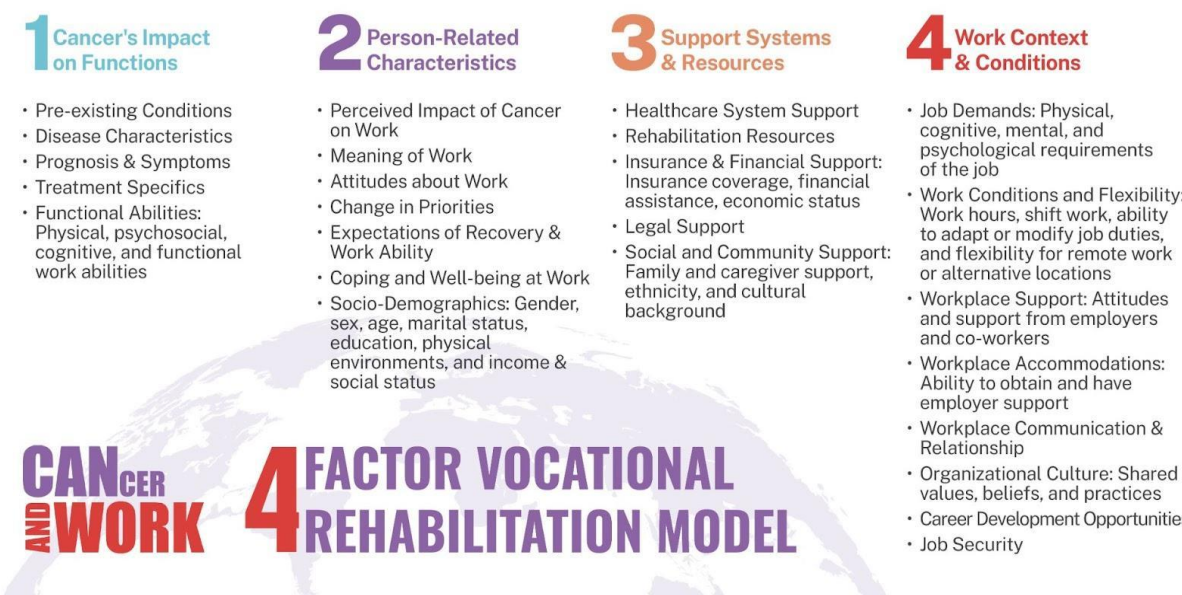 1 Cancer's Impact
on Functions
• Pre-existing Conditions
• Disease Characteristics
• Prognosis & Symptoms
• Treatment Specifics
• Functional Abilities:
Physical, psychosocial,
cognitive, and functional
work abilities
2 Person-Related
Characteristics
• Perceived Impact of Cancer
on Work
• Meaning of Work
• Attitudes about Work
• Change in Priorities
• Expectations of Recovery &
Work Ability
• Coping and Well-being at Work
• Socio-Demographics: Gender,
sex, age, marital status,
education, physical
environments, and income &
social status
3 Support Systems
& Resources
• Healthcare System Support
• Rehabilitation Resources
• Insurance & Financial Support:
Insurance coverage, financial
assistance, economic status
• Legal Support
• Social and Community Support:
Family and caregiver support,
ethnicity, and cultural
background
4 Work Context
& Conditions
• Job Demands: Physical,
cognitive, mental, and
psychological requirements
of the job
• Work Conditions and Flexibility:
Work hours, shift work, ability
to adapt or modify job duties,
and flexibility for remote work
or alternative locations
• Workplace Support: Attitudes
and support from employers
and co-workers
• Workplace Accommodations:
Ability to obtain and have
employer support
• Workplace Communication &
Relationship
• Organizational Culture: Shared
values, beliefs, and practices
• Career Development Opportunitie
• Job Security
CANCER
AND WORK
4 FACTOR VOCATIONAL
REHABILITATION MODEL